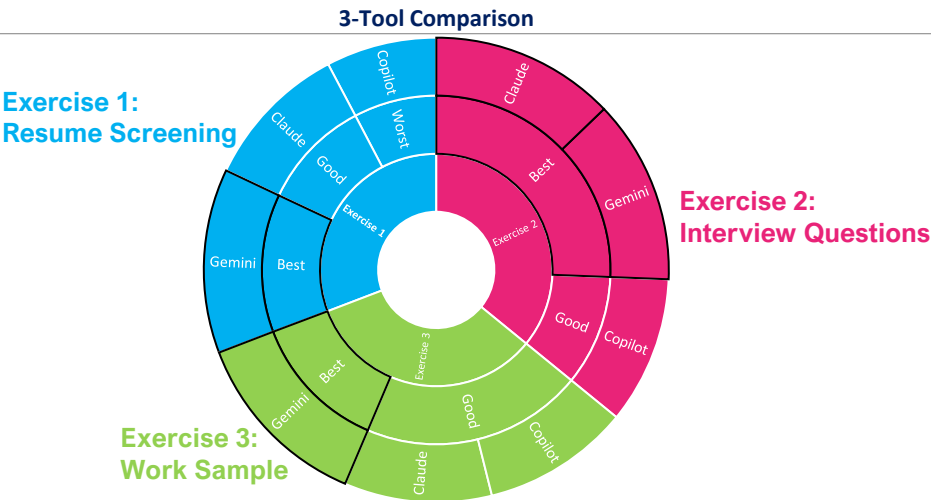 3-Tool Comparison
Exercise 1:
Resume Screening
Exercise 2:
Interview Questions
Exercise 3:
Work Sample
Exercise 1
Worst
Copilot
Good
Claude
Best
Gemini
Exercise 2
Best
Claude
Gemini
Good
Copilot
Exercise 3
Best
Gemini
Good
Claude
Copilot